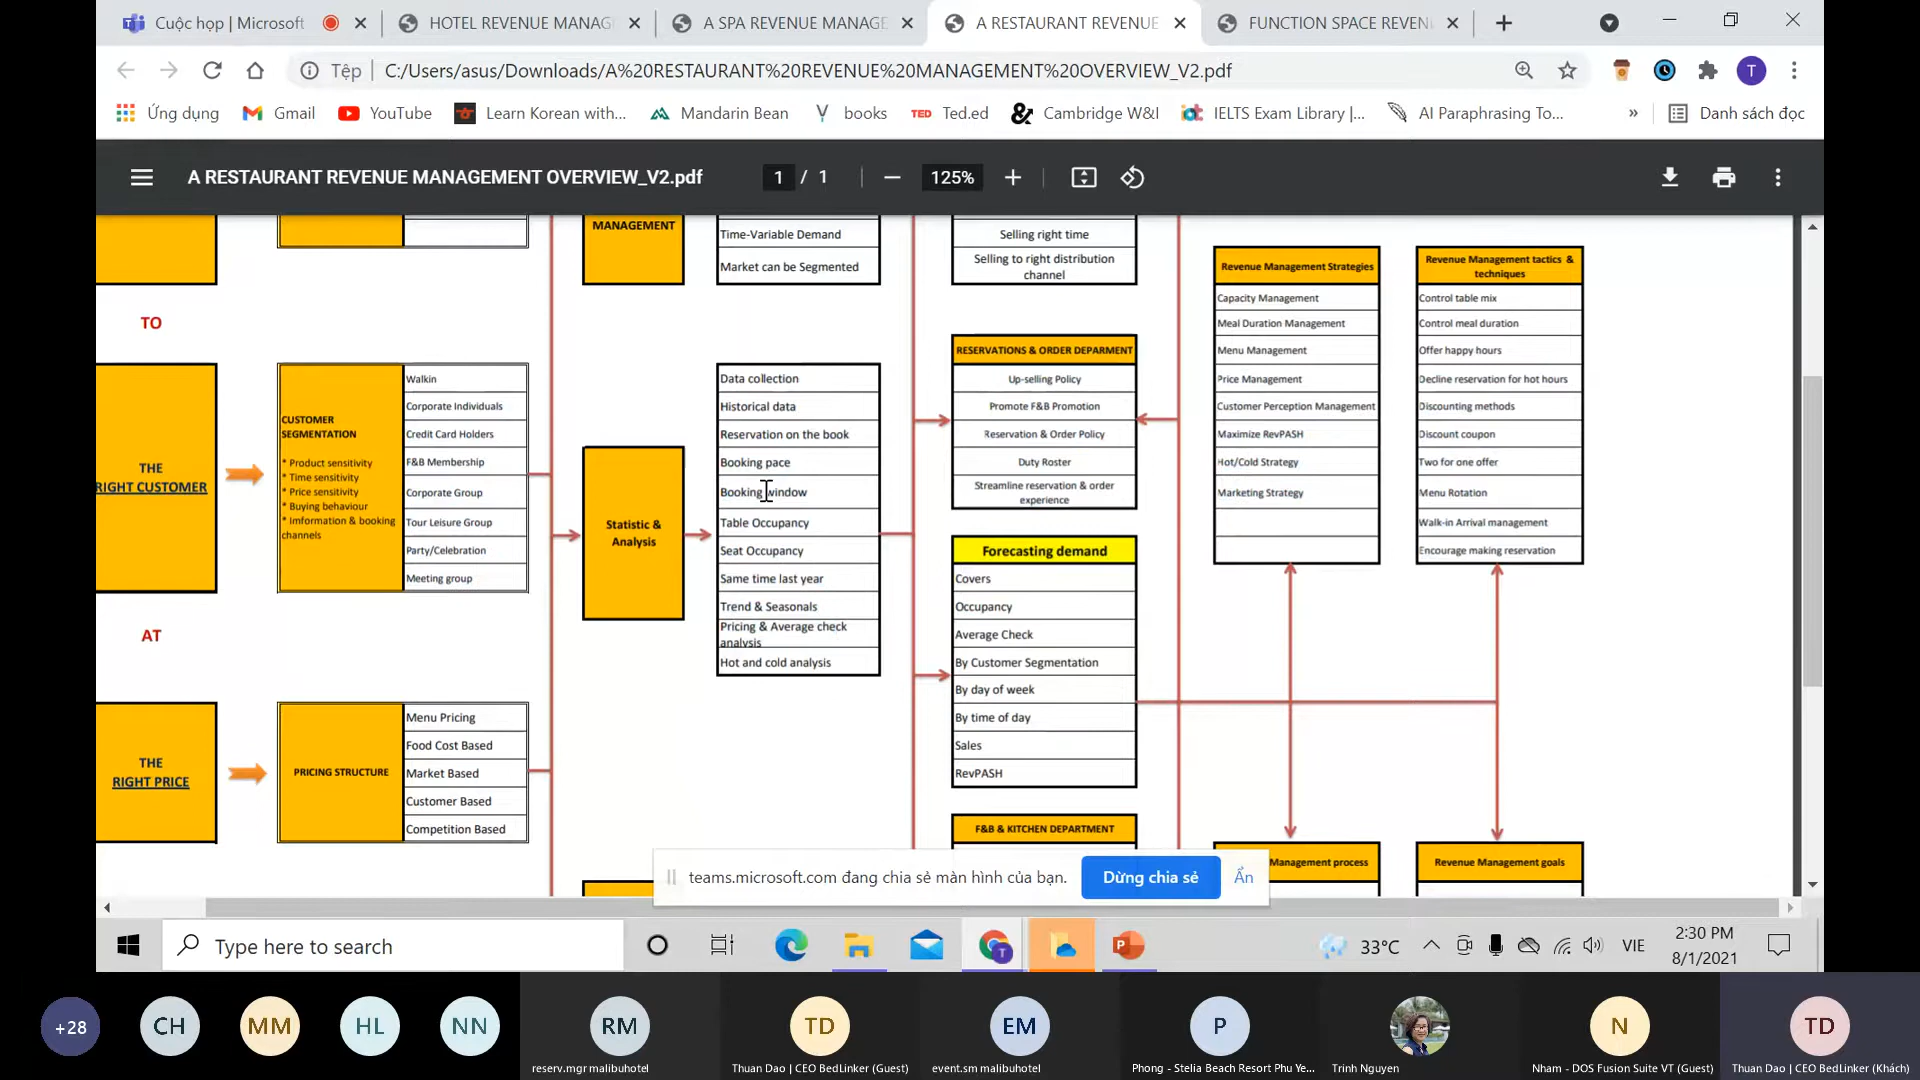 Cuộc họp | Microsoft
HOTEL REVENUE MANAG
A SPA REVENUE MANAGE
A RESTAURANT REVENUE
FUNCTION SPACE REVEN
Tệp
C:/Users/asus/Downloads/A%20RESTAURANT%20REVENUE%20MANAGEMENT%20OVERVIEW_V2.pdf
T
Ứng dụng
Gmail
YouTube
Learn Korean with...
Mandarin Bean
books
TED
Ted.ed
Cambridge W&I
IELTS Exam Library |...
AI Paraphrasing To...
»
Danh sách đọc
A RESTAURANT REVENUE MANAGEMENT OVERVIEW_V2.pdf
1 / 1
125%
TO
THE
RIGHT CUSTOMER
AT
THE
RIGHT PRICE
CUSTOMER
SEGMENTATION
* Product sensitivity
* Time sensitivity
* Price sensitivity
* Buying behaviour
* Imformation & booking
channels
Walkin
Corporate Individuals
Credit Card Holders
F&B Membership
Corporate Group
Tour Leisure Group
Party/Celebration
Meeting group
PRICING STRUCTURE
Menu Pricing
Food Cost Based
Market Based
Customer Based
Competition Based
MANAGEMENT
Time-Variable Demand
Market can be Segmented
Statistic &
Analysis
Data collection
Historical data
Reservation on the book
Booking pace
Booking window
Table Occupancy
Seat Occupancy
Same time last year
Trend & Seasonals
Pricing & Average check
analysis
Hot and cold analysis
Selling right time
Selling to right distribution
channel
RESERVATIONS & ORDER DEPARMENT
Up-selling Policy
Promote F&B Promotion
Reservation & Order Policy
Duty Roster
Streamline reservation & order
experience
Forecasting demand
Covers
Occupancy
Average Check
By Customer Segmentation
By day of week
By time of day
Sales
RevPASH
F&B & KITCHEN DEPARTMENT
Revenue Management Strategies
Capacity Management
Meal Duration Management
Menu Management
Price Management
Customer Perception Management
Maximize RevPASH
Hot/Cold Strategy
Marketing Strategy
Revenue Management tactics &
techniques
Control table mix
Control meal duration
Offer happy hours
Decline reservation for hot hours
Discounting methods
Discount coupon
Two for one offer
Menu Rotation
Walk-in Arrival management
Encourage making reservation
Management process
Revenue Management goals
teams.microsoft.com đang chia sẻ màn hình của bạn.
Dừng chia sẻ
Ẩn
Type here to search
T
33°C
VIE
2:30 PM
8/1/2021
+28
CH
MM
HL
NN
RM
reserv.mgr malibuhotel
TD
Thuan Dao | CEO BedLinker (Guest)
EM
event.sm malibuhotel
P
Phong - Stelia Beach Resort Phu Ye...
Trinh Nguyen
N
Nham - DOS Fusion Suite VT (Guest)
TD
Thuan Dao | CEO BedLinker (Khách)